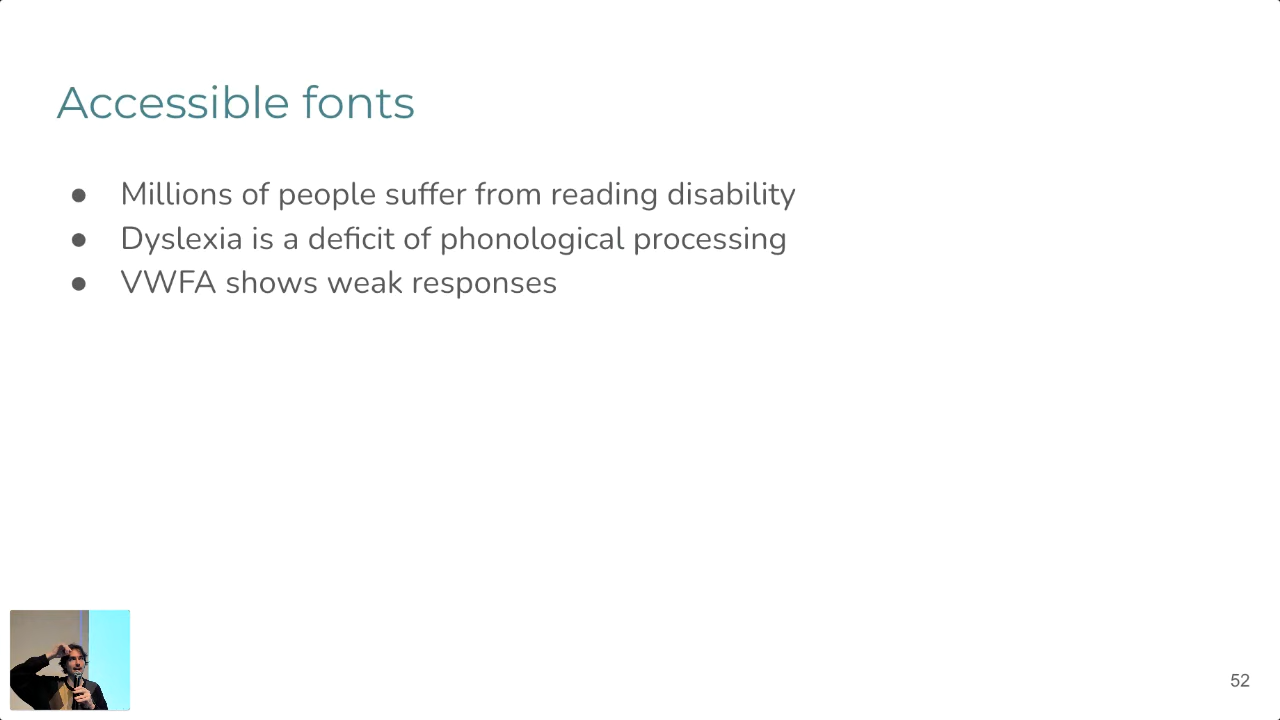 Accessible fonts
● Millions of people suffer from reading disability
● Dyslexia is a deficit of phonological processing
● VWFA shows weak responses
52